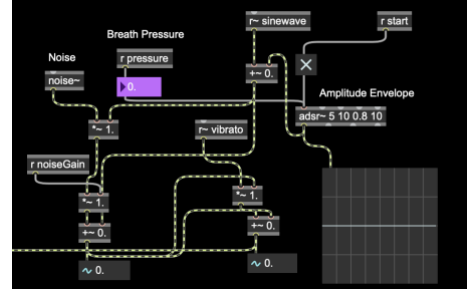 r~ sinewave
r start
Breath Pressure
Noise
r pressure
noise~
0.
+~ 0.
Amplitude Envelope
adsr~ 5 10 0.8 10
*~ 1.
r~ vibrato
r noiseGain
*~ 1.
*~ 1.
+~ 0.
+~ 0.
0.
0.